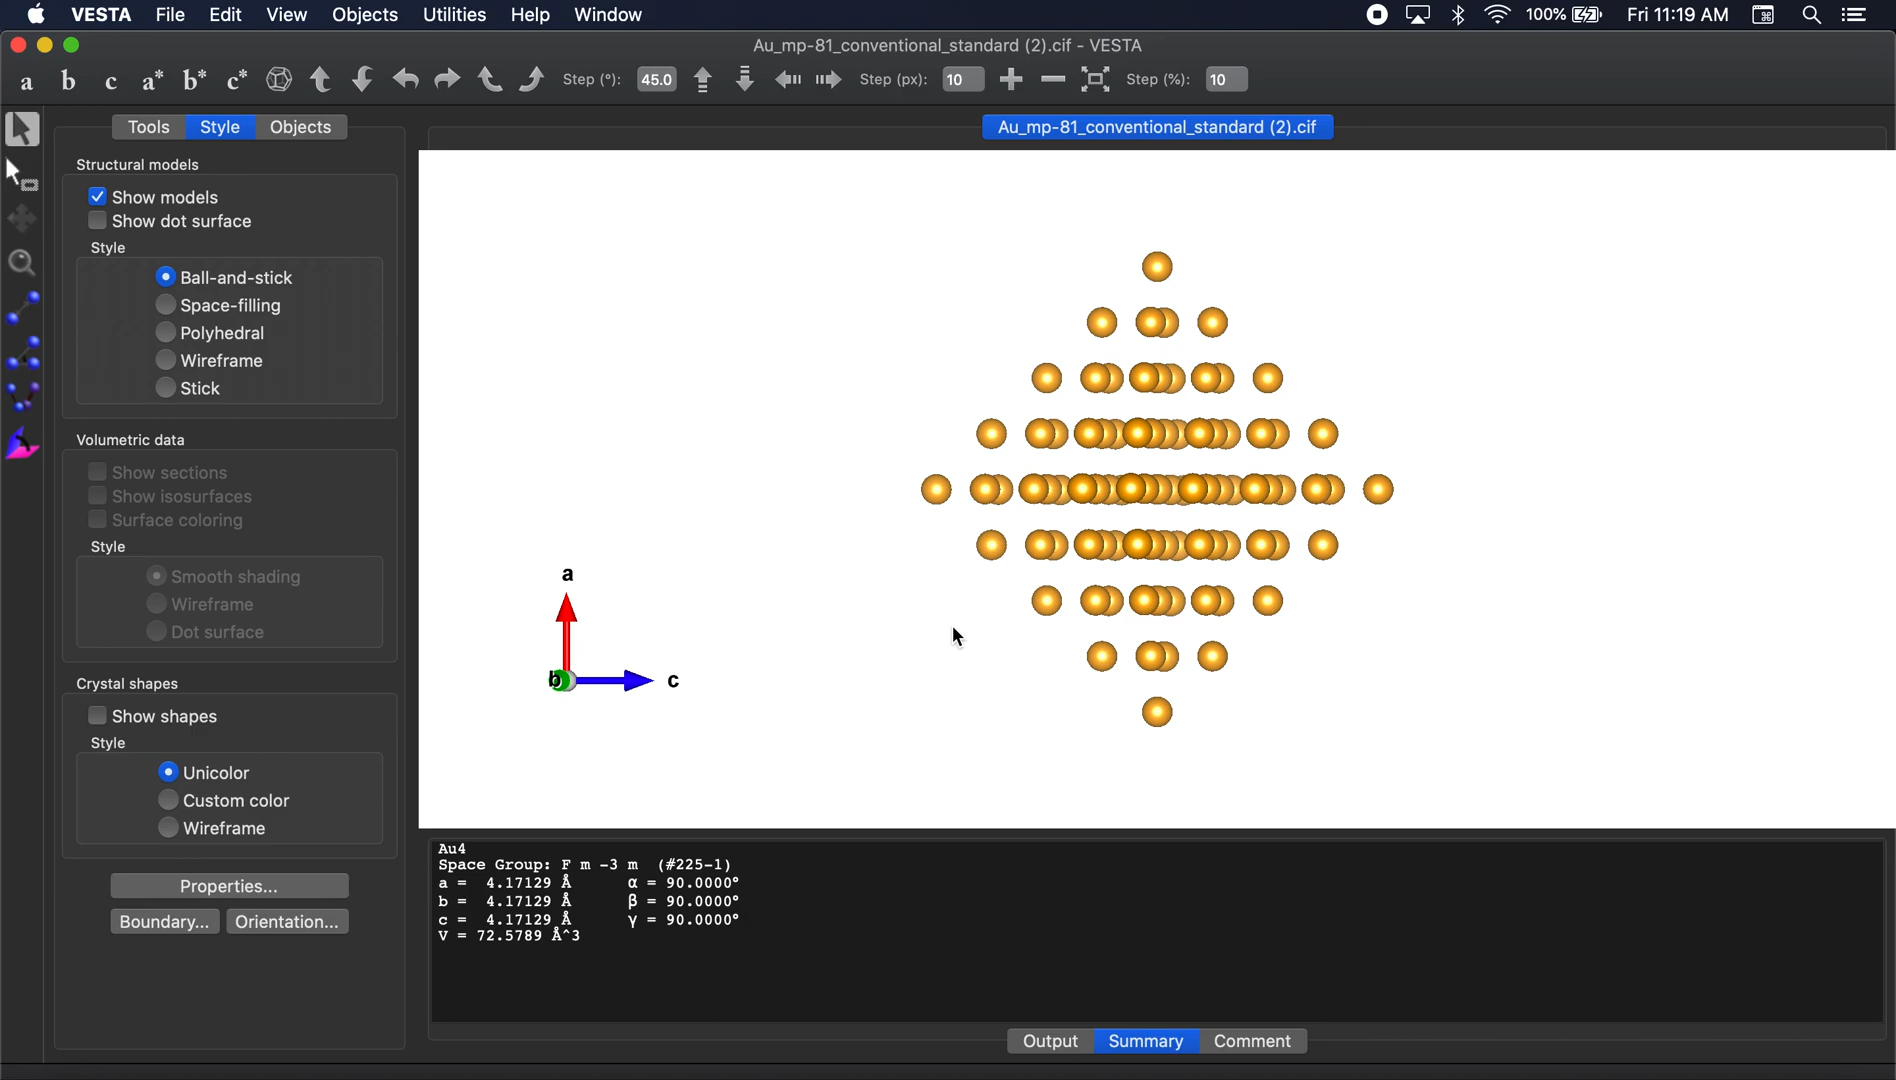 VESTA File Edit View Objects Utilities Help Window 100% Fri 11:19 AM
Au_mp-81_conventional_standard (2).cif - VESTA
a b c a* b* c* Step (°): 45.0 Step (px): 10 Step (%): 10
Tools Style Objects
Au_mp-81_conventional_standard (2).cif
Structural models
Show models
Show dot surface
Style
Ball-and-stick
Space-filling
Polyhedral
Wireframe
Stick
Volumetric data
Show sections
Show isosurfaces
Surface coloring
Style
Smooth shading
Wireframe
Dot surface
Crystal shapes
Show shapes
Style
Unicolor
Custom color
Wireframe
Properties...
Boundary... Orientation...
a
b c
Au4
Space Group: F m -3 m (#225-1)
a = 4.17129 Å α = 90.0000°
b = 4.17129 Å β = 90.0000°
c = 4.17129 Å γ = 90.0000°
V = 72.5789 Å^3
Output Summary Comment